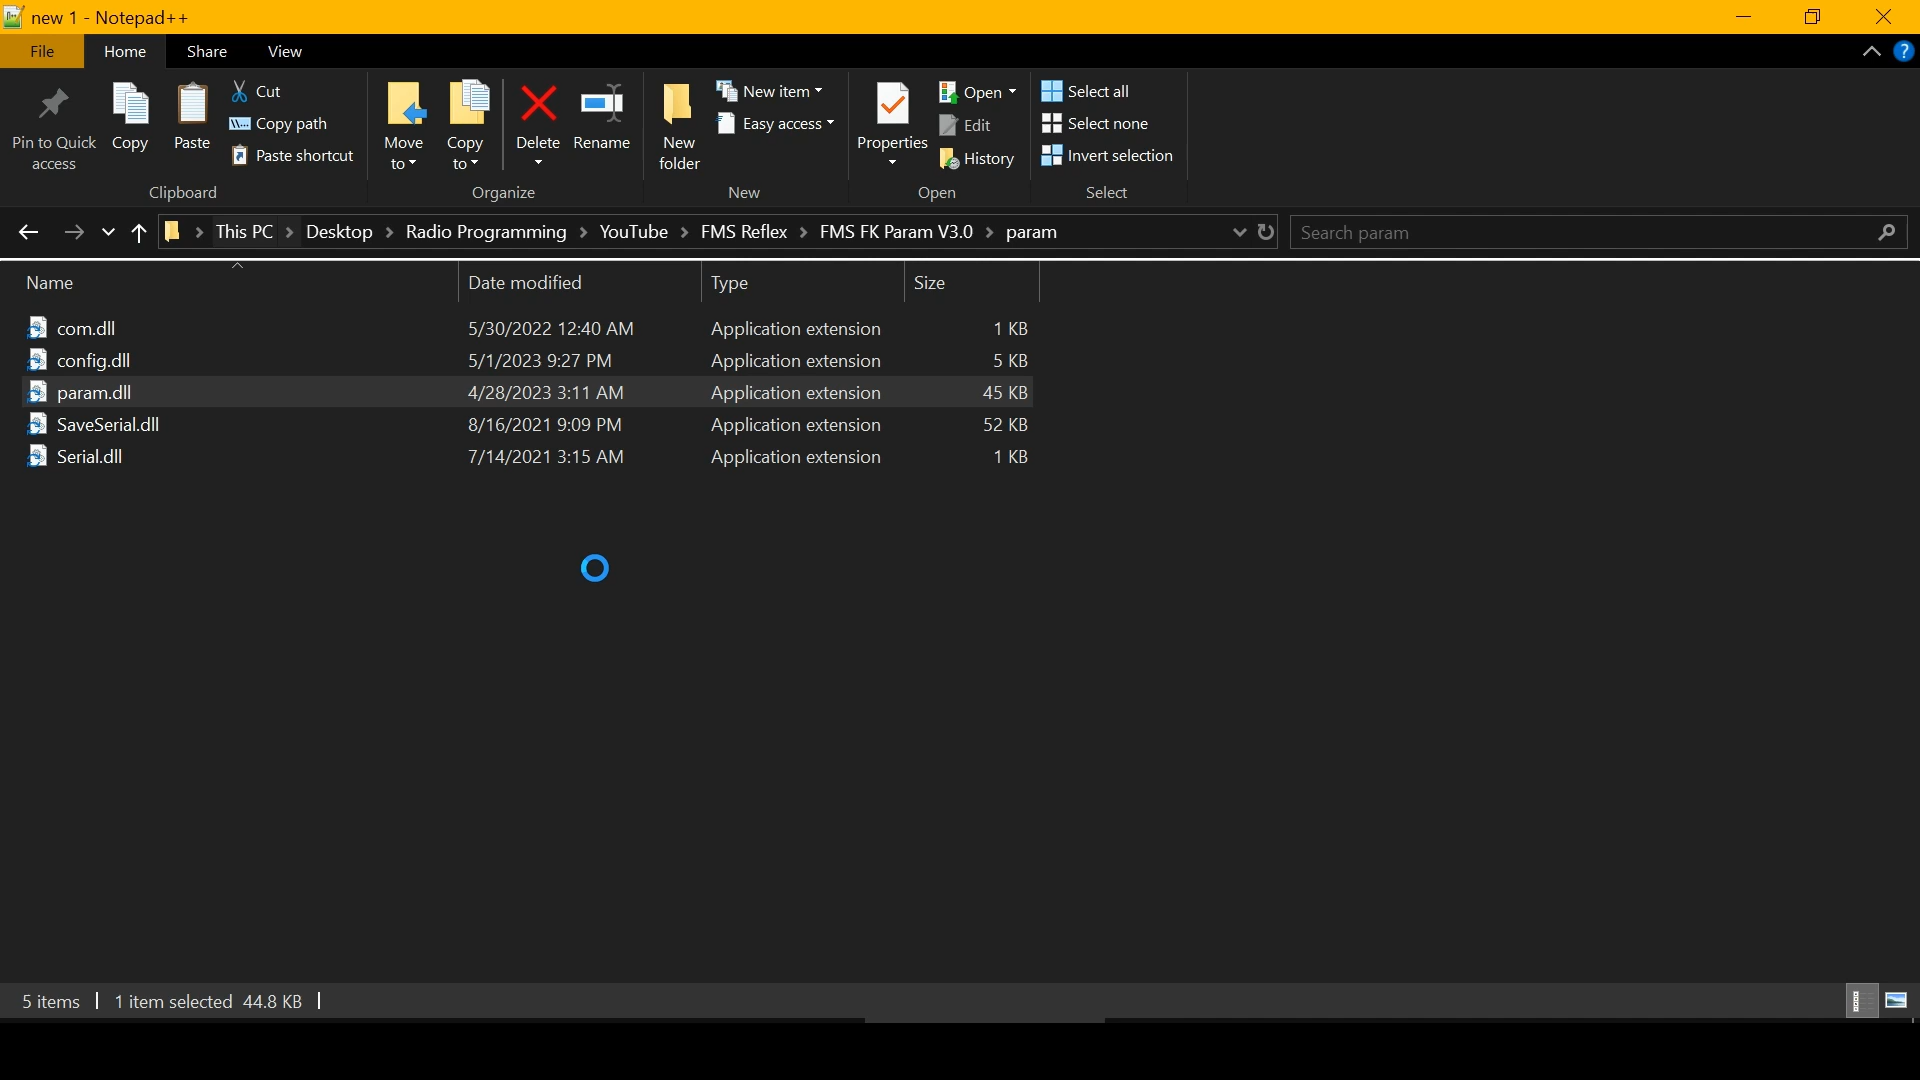 new 1 - Notepad++
File Home Share View
Pin to Quick access
Copy
Paste
Cut
Copy path
Paste shortcut
Clipboard
Move to
Copy to
Delete
Rename
Organize
New folder
New item
Easy access
New
Properties
Open
Edit
History
Open
Select all
Select none
Invert selection
Select
This PC > Desktop > Radio Programming > YouTube > FMS Reflex > FMS FK Param V3.0 > param
Search param
Name Date modified Type Size
com.dll 5/30/2022 12:40 AM Application extension 1 KB
config.dll 5/1/2023 9:27 PM Application extension 5 KB
param.dll 4/28/2023 3:11 AM Application extension 45 KB
SaveSerial.dll 8/16/2021 9:09 PM Application extension 52 KB
Serial.dll 7/14/2021 3:15 AM Application extension 1 KB
5 items | 1 item selected 44.8 KB |